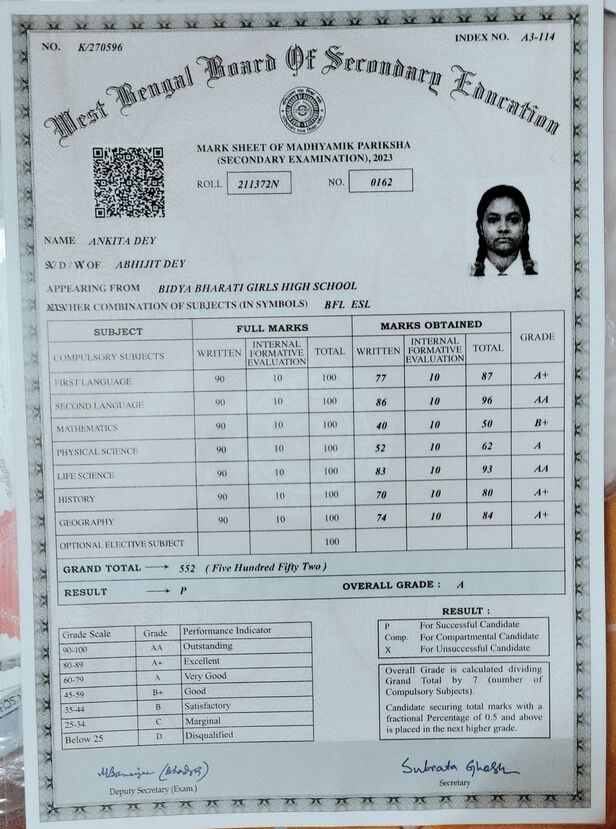 NO. K/270596
INDEX NO. A3-114
West Bengal Board Of Secondary Education
MARK SHEET OF MADHYAMIK PARIKSHA
(SECONDARY EXAMINATION), 2023
ROLL 211372N NO. 0162
NAME ANKITA DEY
D / OF ABHIJIT DEY
APPEARING FROM BIDYA BHARATI GIRLS HIGH SCHOOL
HER COMBINATION OF SUBJECTS (IN SYMBOLS) BFL ESL
SUBJECT FULL MARKS MARKS OBTAINED GRADE
COMPULSORY SUBJECTS WRITTEN INTERNAL FORMATIVE EVALUATION TOTAL WRITTEN INTERNAL FORMATIVE EVALUATION TOTAL
FIRST LANGUAGE 90 10 100 77 10 87 A+
SECOND LANGUAGE 90 10 100 86 10 96 AA
MATHEMATICS 90 10 100 40 10 50 B+
PHYSICAL SCIENCE 90 10 100 52 10 62 A
LIFE SCIENCE 90 10 100 83 10 93 AA
HISTORY 90 10 100 70 10 80 A+
GEOGRAPHY 90 10 100 74 10 84 A+
OPTIONAL ELECTIVE SUBJECT 100
GRAND TOTAL → 552 ( Five Hundred Fifty Two )
RESULT → P OVERALL GRADE : A
Grade Scale Grade Performance Indicator
90-100 AA Outstanding
80-89 A+ Excellent
60-79 A Very Good
45-59 B+ Good
35-44 B Satisfactory
25-34 C Marginal
Below 25 D Disqualified
RESULT :
P For Successful Candidate
Comp. For Compartmental Candidate
X For Unsuccessful Candidate
Overall Grade is calculated dividing
Grand Total by 7 (number of
Compulsory Subjects).
Candidate securing total marks with a
fractional Percentage of 0.5 and above
is placed in the next higher grade.
Deputy Secretary (Exam.)
Subrata Ghosh
Secretary